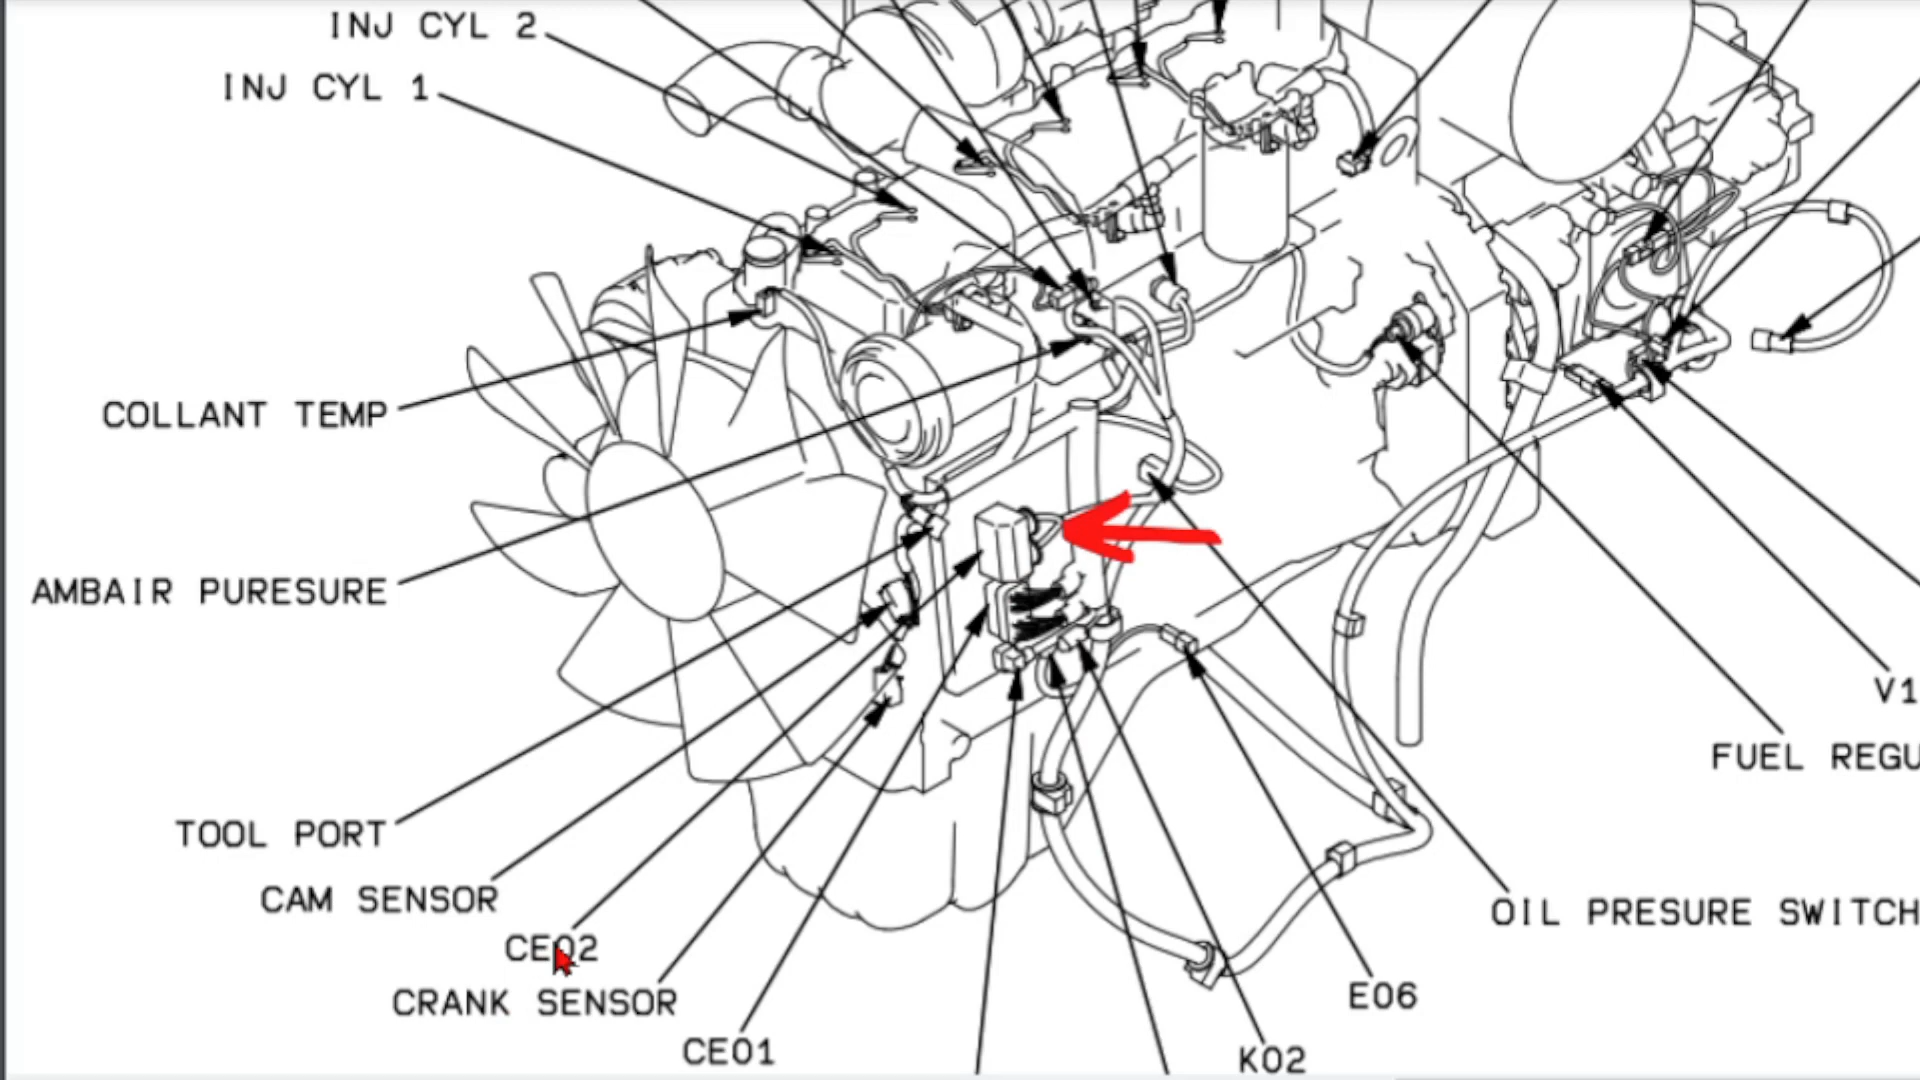 INJ CYL 2
INJ CYL 1
COLLANT TEMP
AMBAIR PURESURE
V1
FUEL REGU
TOOL PORT
CAM SENSOR
OIL PRESURE SWITCH
CE02
CRANK SENSOR
E06
CE01
K02